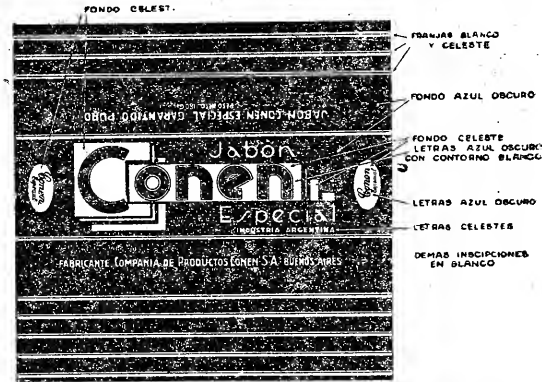 FONDO CELEST.
FRANJAS BLANCO
Y CELESTE
JABON CONEN ESPECIAL GARANTIDO PURO
FONDO AZUL OBSCURO
FONDO CELESTE
LETRAS AZUL OBSCURO
CON CONTORNO BLANCO
Jabón
Conen
Especial
INDUSTRIA ARGENTINA
Conen
Conen
LETRAS AZUL OBSCURO
LETRAS CELESTES
DEMAS INSCIPCIONES
EN BLANCO
FABRICANTE COMPAÑIA DE PRODUCTOS CONEN S.A. BUENOS AIRES